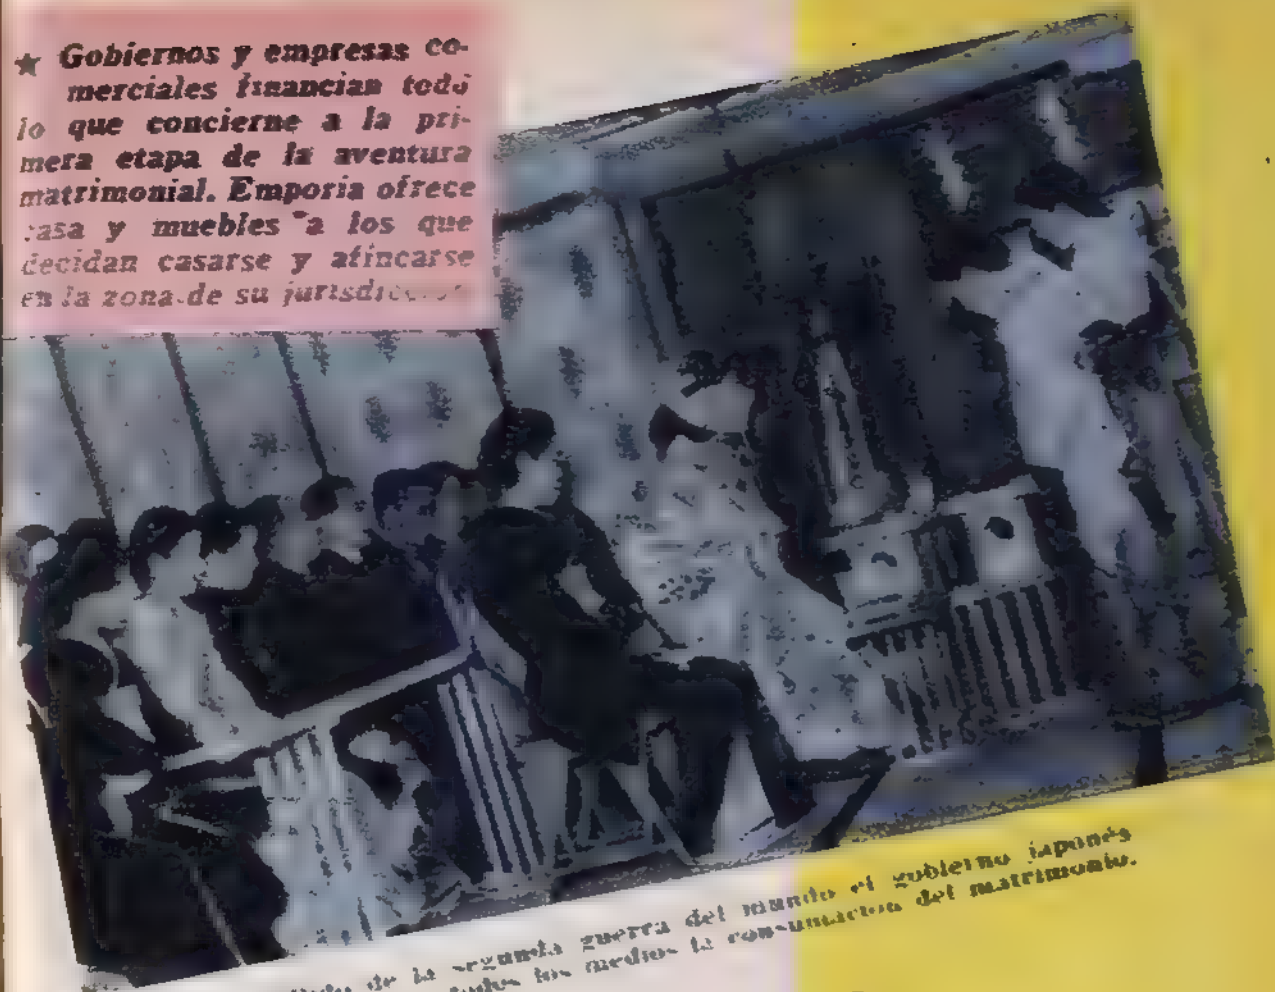 ★ Gobiernos y empresas co-
merciales financian todo
lo que concierne a la pri-
mera etapa de la aventura
matrimonial. Emporia ofrece
casa y muebles a los que
decidan casarse y afincarse
en la zona de su
de la segunda guerra del mundo el gobierno japonés
todos los medios la consumación del matrimonio.